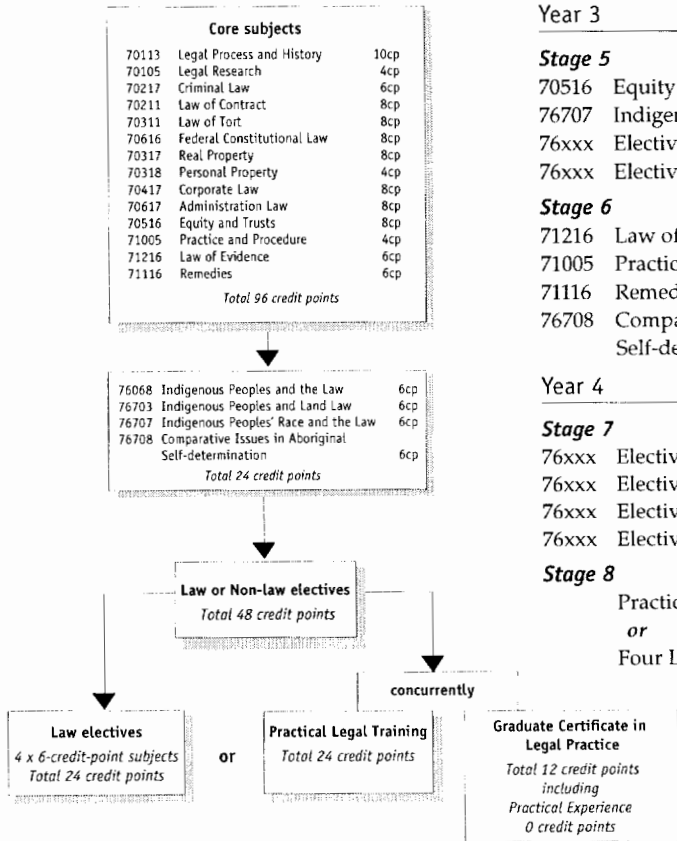 Core subjects
70113 Legal Process and History 10cp
70105 Legal Research 4cp
70217 Criminal Law 6cp
70211 Law of Contract 8cp
70311 Law of Tort 8cp
70616 Federal Constitutional Law 8cp
70317 Real Property 8cp
70318 Personal Property 4cp
70417 Corporate Law 8cp
70617 Administration Law 8cp
70516 Equity and Trusts 8cp
71005 Practice and Procedure 4cp
71216 Law of Evidence 6cp
71116 Remedies 6cp
Total 96 credit points
76068 Indigenous Peoples and the Law 6cp
76703 Indigenous Peoples and Land Law 6cp
76707 Indigenous Peoples' Race and the Law 6cp
76708 Comparative Issues in Aboriginal
Self-determination 6cp
Total 24 credit points
Law or Non-law electives
Total 48 credit points
concurrently
Law electives
4 x 6-credit-point subjects
Total 24 credit points
or
Practical Legal Training
Total 24 credit points
Graduate Certificate in
Legal Practice
Total 12 credit points
including
Practical Experience
0 credit points
Year 3
Stage 5
70516 Equity
76707 Indiger
76xxx Electiv
76xxx Electiv
Stage 6
71216 Law of
71005 Practic
71116 Remed
76708 Compa
Self-de
Year 4
Stage 7
76xxx Electiv
76xxx Electiv
76xxx Electiv
76xxx Electiv
Stage 8
Practic
or
Four L